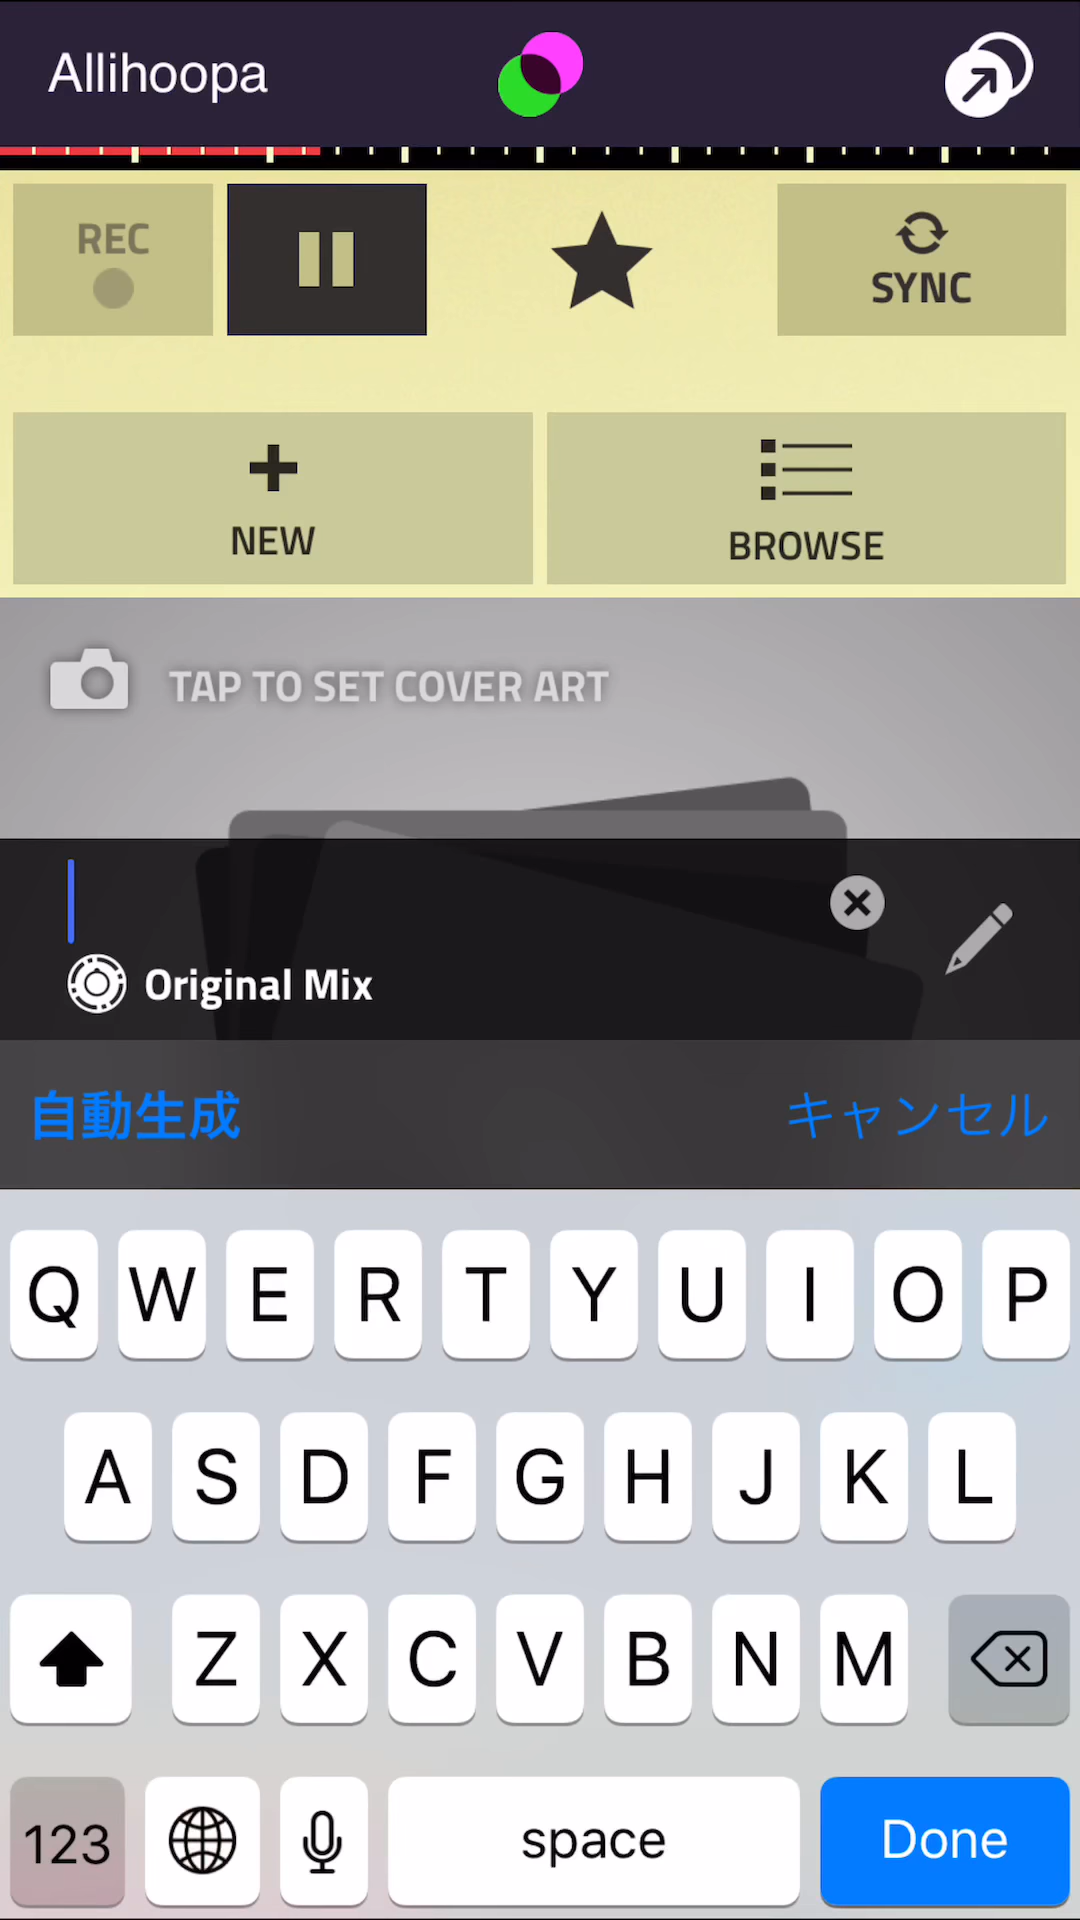 Allihoopa
REC
SYNC
NEW
BROWSE
TAP TO SET COVER ART
Original Mix
自動生成 キャンセル
Q W E R T Y U I O P
A S D F G H J K L
Z X C V B N M
123 space Done